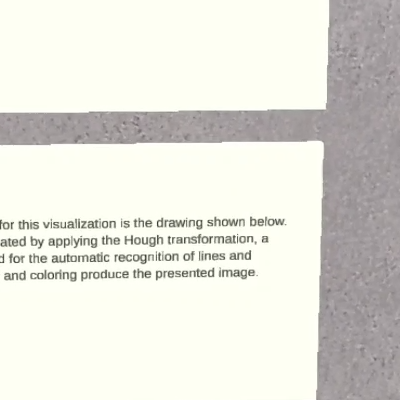 for this visualization is the drawing shown below.
ated by applying the Hough transformation, a
d for the automatic recognition of lines and
and coloring produce the presented image.